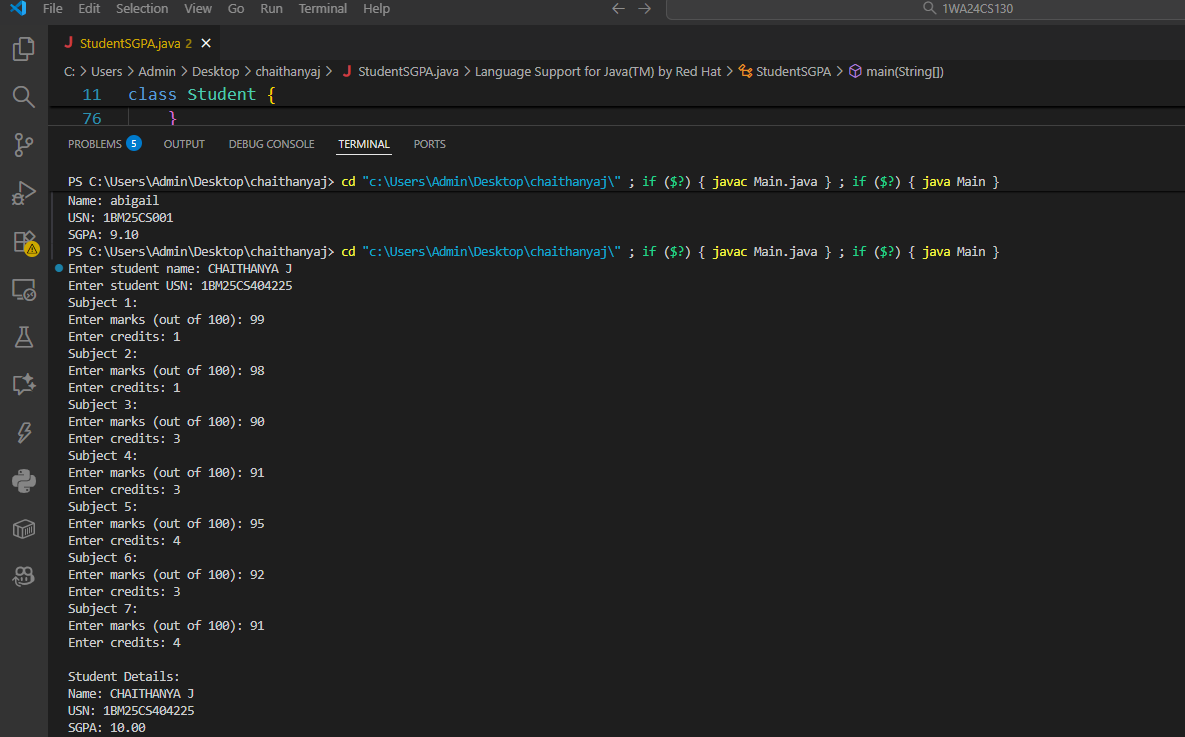 File Edit Selection View Go Run Terminal Help 1WA24CS130
StudentSGPA.java 2
C: > Users > Admin > Desktop > chaithanyaj > StudentSGPA.java > Language Support for Java(TM) by Red Hat > StudentSGPA > main(String[])
11 class Student {
76 }
PROBLEMS 5 OUTPUT DEBUG CONSOLE TERMINAL PORTS
PS C:\Users\Admin\Desktop\chaithanyaj> cd "c:\Users\Admin\Desktop\chaithanyaj\" ; if ($?) { javac Main.java } ; if ($?) { java Main }
Name: abigail
USN: 1BM25CS001
SGPA: 9.10
PS C:\Users\Admin\Desktop\chaithanyaj> cd "c:\Users\Admin\Desktop\chaithanyaj\" ; if ($?) { javac Main.java } ; if ($?) { java Main }
Enter student name: CHAITHANYA J
Enter student USN: 1BM25CS404225
Subject 1:
Enter marks (out of 100): 99
Enter credits: 1
Subject 2:
Enter marks (out of 100): 98
Enter credits: 1
Subject 3:
Enter marks (out of 100): 90
Enter credits: 3
Subject 4:
Enter marks (out of 100): 91
Enter credits: 3
Subject 5:
Enter marks (out of 100): 95
Enter credits: 4
Subject 6:
Enter marks (out of 100): 92
Enter credits: 3
Subject 7:
Enter marks (out of 100): 91
Enter credits: 4
Student Details:
Name: CHAITHANYA J
USN: 1BM25CS404225
SGPA: 10.00